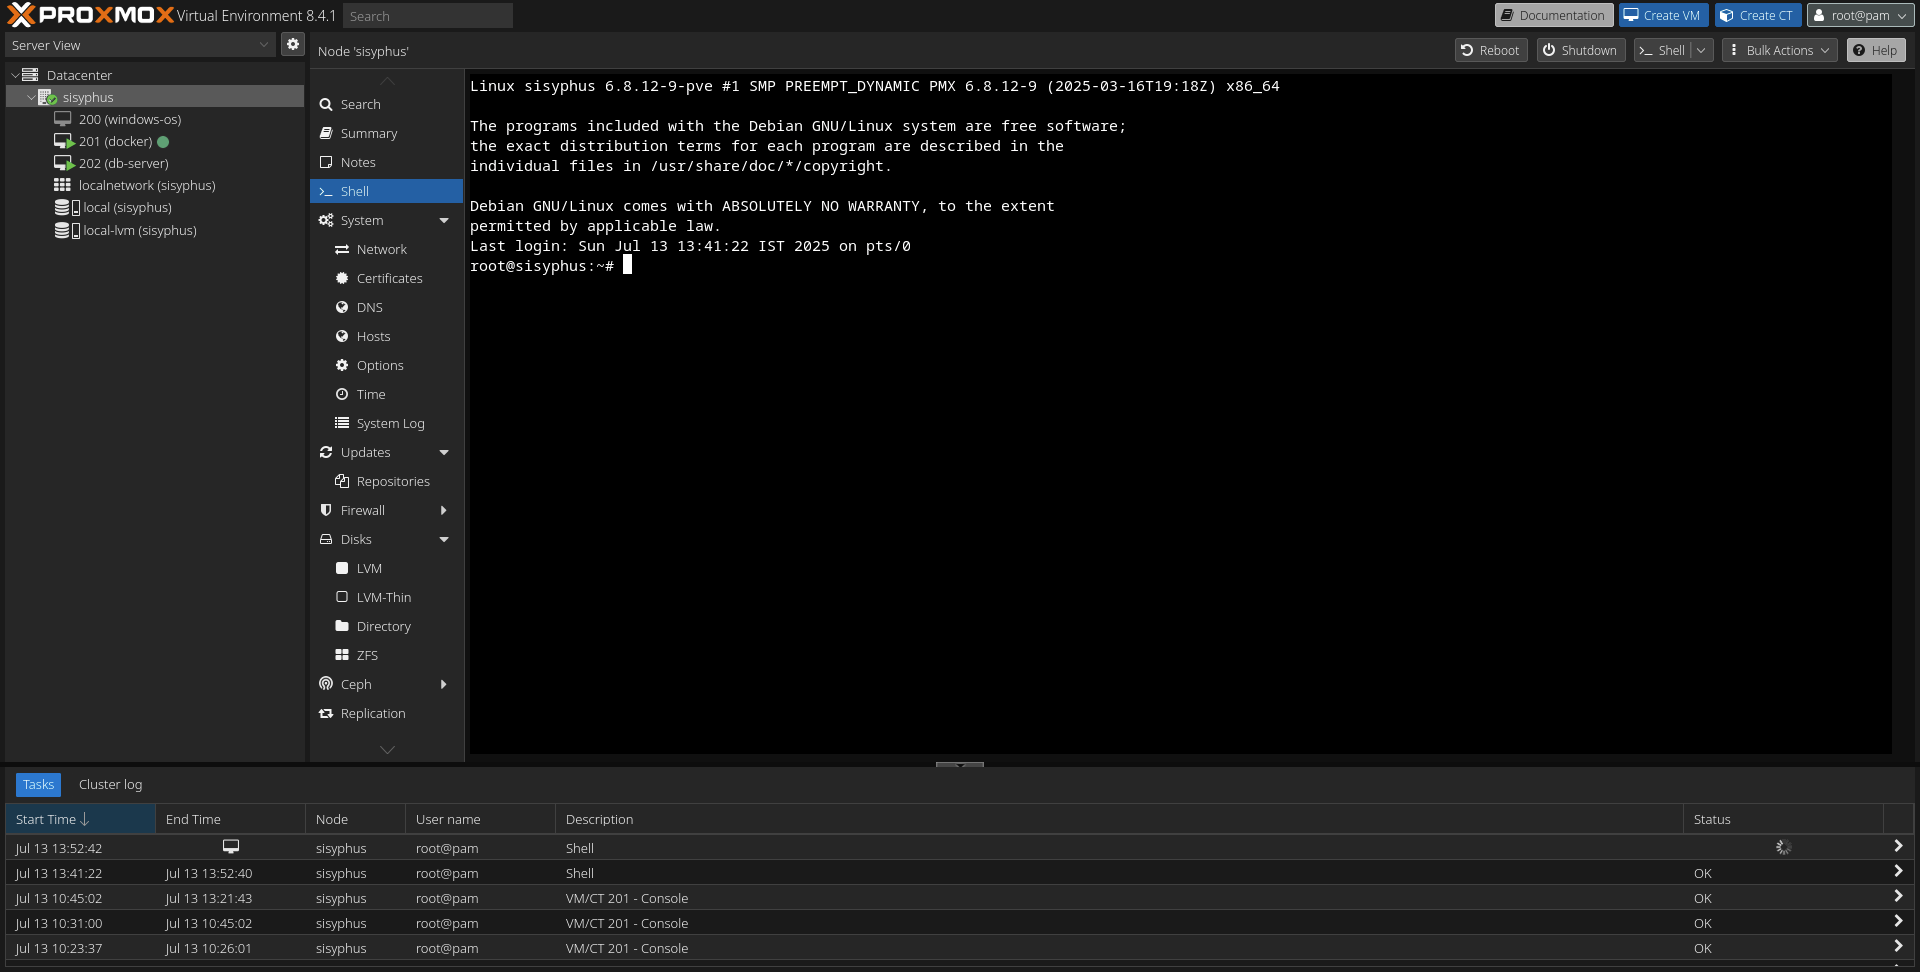 PROXMOX Virtual Environment 8.4.1 Search Documentation Create VM Create CT root@pam
Server View
Datacenter
sisyphus
200 (windows-os)
201 (docker)
202 (db-server)
localnetwork (sisyphus)
local (sisyphus)
local-lvm (sisyphus)
Node 'sisyphus' Reboot Shutdown Shell Bulk Actions Help
Search
Summary
Notes
Shell
System
Network
Certificates
DNS
Hosts
Options
Time
System Log
Updates
Repositories
Firewall
Disks
LVM
LVM-Thin
Directory
ZFS
Ceph
Replication
Linux sisyphus 6.8.12-9-pve #1 SMP PREEMPT_DYNAMIC PMX 6.8.12-9 (2025-03-16T19:18Z) x86_64
The programs included with the Debian GNU/Linux system are free software;
the exact distribution terms for each program are described in the
individual files in /usr/share/doc/*/copyright.
Debian GNU/Linux comes with ABSOLUTELY NO WARRANTY, to the extent
permitted by applicable law.
Last login: Sun Jul 13 13:41:22 IST 2025 on pts/0
root@sisyphus:~#
Tasks Cluster log
Start Time End Time Node User name Description Status
Jul 13 13:52:42 sisyphus root@pam Shell
Jul 13 13:41:22 Jul 13 13:52:40 sisyphus root@pam Shell OK
Jul 13 10:45:02 Jul 13 13:21:43 sisyphus root@pam VM/CT 201 - Console OK
Jul 13 10:31:00 Jul 13 10:45:02 sisyphus root@pam VM/CT 201 - Console OK
Jul 13 10:23:37 Jul 13 10:26:01 sisyphus root@pam VM/CT 201 - Console OK